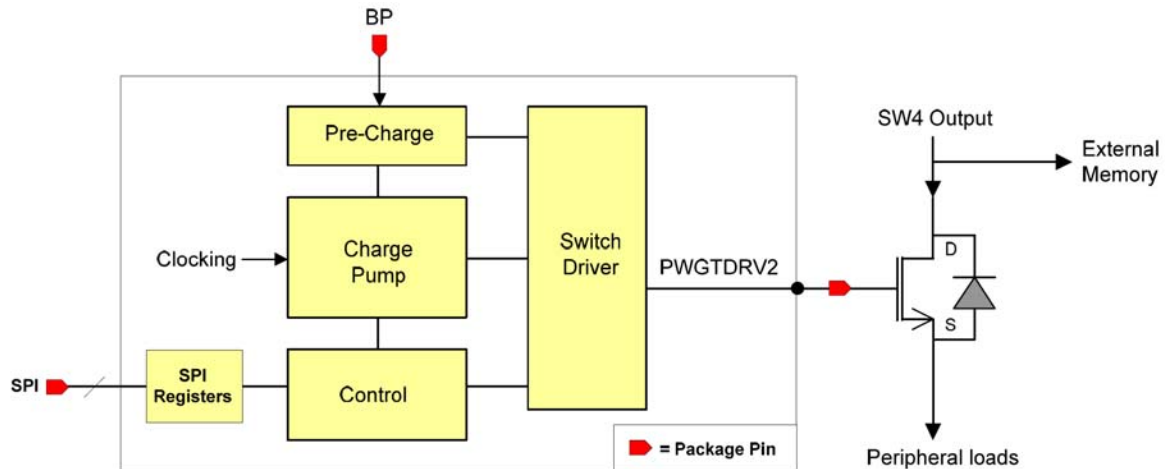 BP
Pre-Charge
SW4 Output
External
Memory
Clocking
Charge
Pump
Switch
Driver
PWGTDRV2
D
S
SPI
SPI
Registers
Control
= Package Pin
Peripheral loads